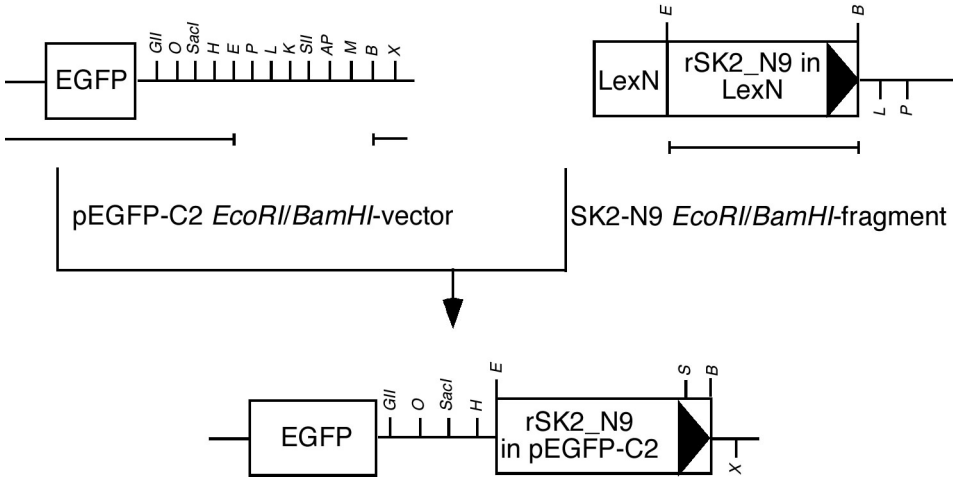 EGFP
GII O SacI H E P L K SII AP M B X
E B
LexN
rSK2_N9 in
LexN
L P
pEGFP-C2 EcoRI/BamHI-vector
SK2-N9 EcoRI/BamHI-fragment
EGFP
GII O SacI H E S B
rSK2_N9
in pEGFP-C2
X